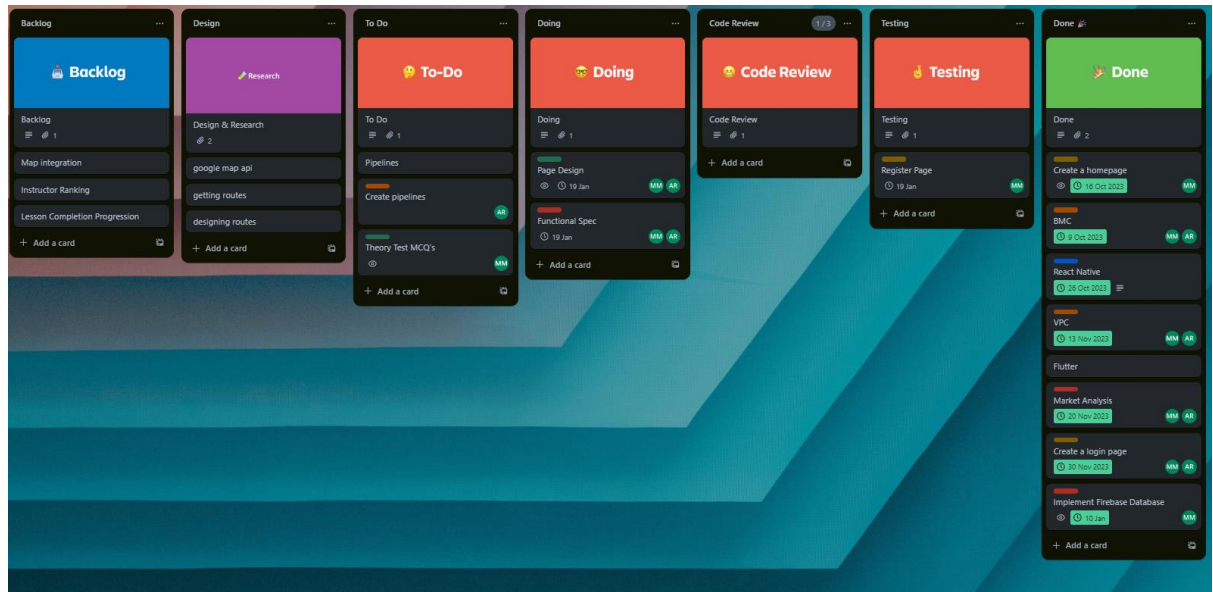 Backlog
Backlog
Backlog
1
Map integration
Instructor Ranking
Lesson Completion Progression
+ Add a card
Design
Research
Design & Research
2
google map api
getting routes
designing routes
+ Add a card
To Do
To-Do
To Do
1
Pipelines
Create pipelines
AR
Theory Test MCQ's
MM
+ Add a card
Doing
Doing
Doing
1
Page Design
19 Jan MM AR
Functional Spec
19 Jan MM AR
+ Add a card
Code Review 1/3
Code Review
Code Review
1
+ Add a card
Testing
Testing
Testing
1
Register Page
19 Jan MM
+ Add a card
Done
Done
Done
2
Create a homepage
16 Oct 2023 MM
BMC
9 Oct 2023 MM AR
React Native
26 Oct 2023
VPC
13 Nov 2023 MM AR
Flutter
Market Analysis
20 Nov 2023 MM AR
Create a login page
30 Nov 2023 MM AR
Implement Firebase Database
10 Jan MM
+ Add a card